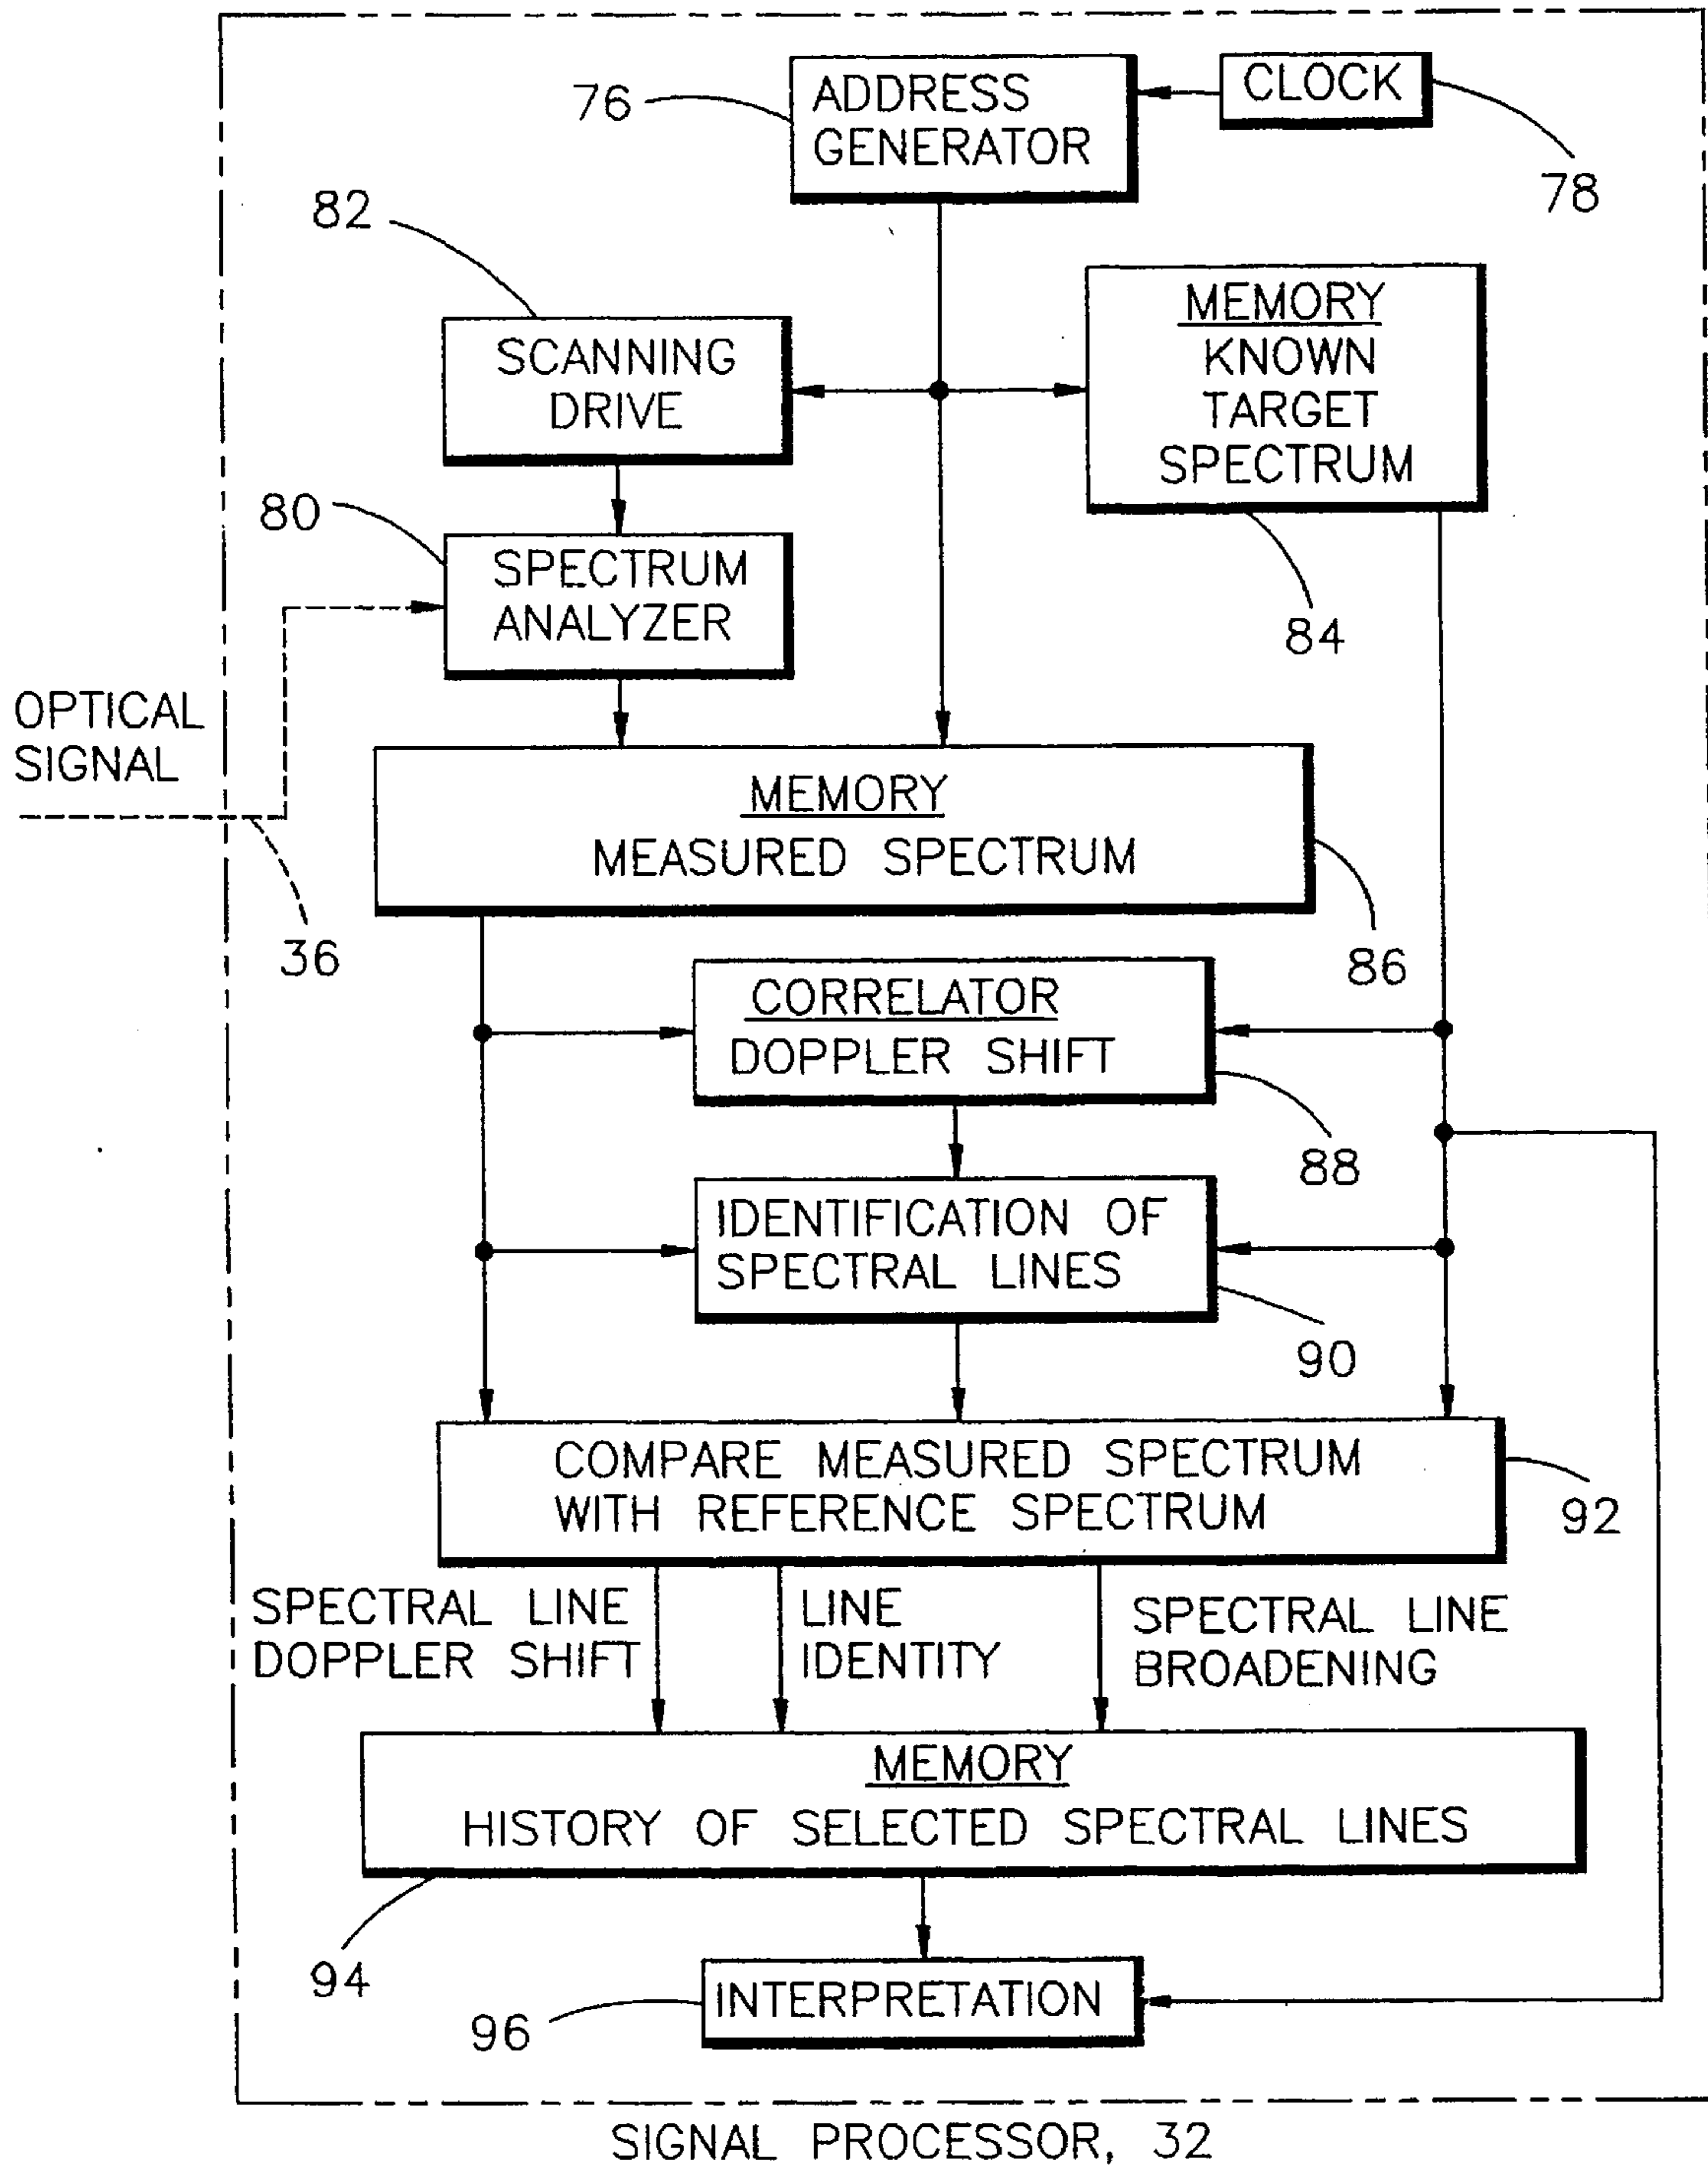 76
ADDRESS
GENERATOR
CLOCK
78
82
SCANNING
DRIVE
MEMORY
KNOWN
TARGET
SPECTRUM
84
80
SPECTRUM
ANALYZER
OPTICAL
SIGNAL
36
MEMORY
MEASURED SPECTRUM
86
CORRELATOR
DOPPLER SHIFT
88
IDENTIFICATION OF
SPECTRAL LINES
90
COMPARE MEASURED SPECTRUM
WITH REFERENCE SPECTRUM
92
SPECTRAL LINE
DOPPLER SHIFT
LINE
IDENTITY
SPECTRAL LINE
BROADENING
MEMORY
HISTORY OF SELECTED SPECTRAL LINES
94
INTERPRETATION
96
SIGNAL PROCESSOR, 32